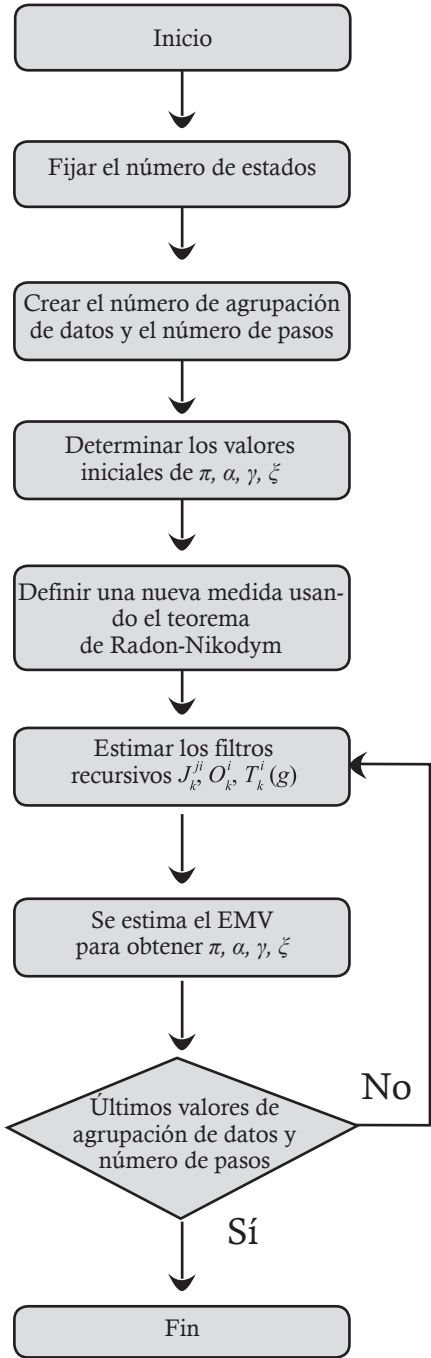 Inicio
Fijar el número de estados
Crear el número de agrupación
de datos y el número de pasos
Determinar los valores
iniciales de π, α, γ, ξ
Definir una nueva medida usan-
do el teorema
de Radon-Nikodym
Estimar los filtros
recursivos J_k^{ji}, O_k^i, T_k^i (g)
Se estima el EMV
para obtener π, α, γ, ξ
Últimos valores de
agrupación de datos y
número de pasos
No
Sí
Fin